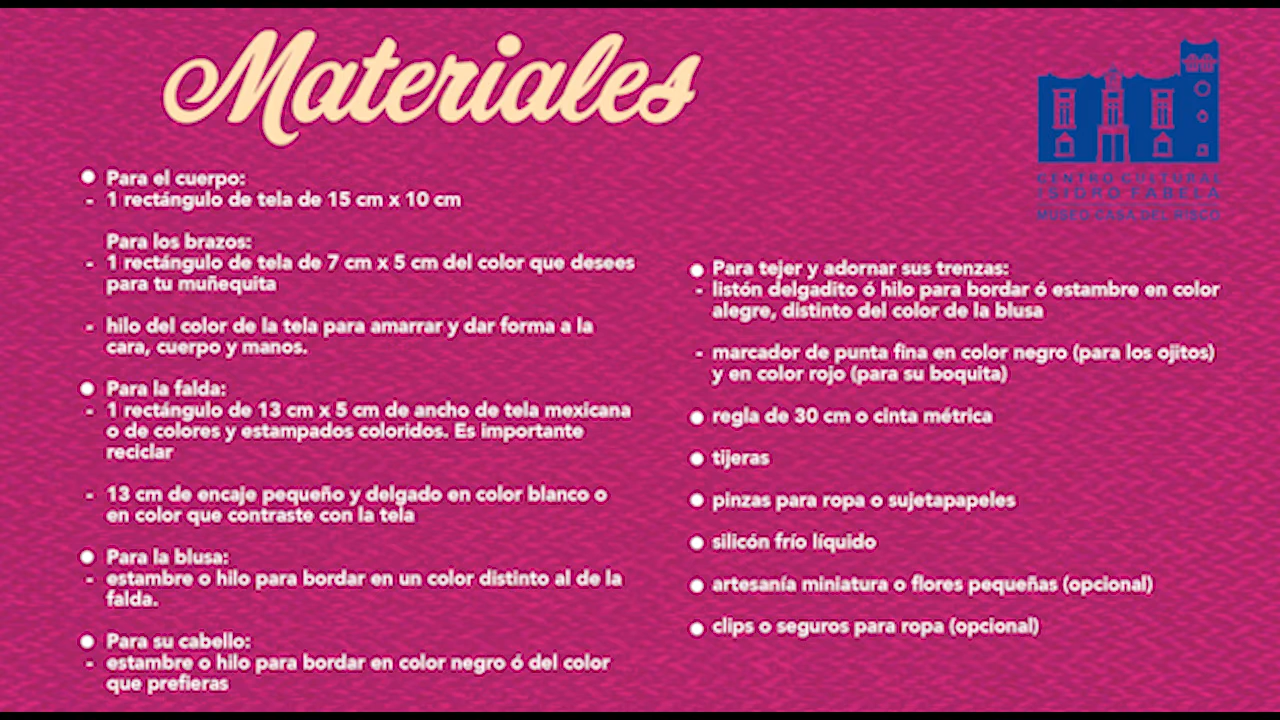 Materiales
CENTRO CULTURAL
ISIDRO FABELA
MUSEO CASA DEL RISCO
Para el cuerpo:
- 1 rectángulo de tela de 15 cm x 10 cm
Para los brazos:
- 1 rectángulo de tela de 7 cm x 5 cm del color que desees
para tu muñequita
- hilo del color de la tela para amarrar y dar forma a la
cara, cuerpo y manos.
Para la falda:
- 1 rectángulo de 13 cm x 5 cm de ancho de tela mexicana
o de colores y estampados coloridos. Es importante
reciclar
- 13 cm de encaje pequeño y delgado en color blanco o
en color que contraste con la tela
Para la blusa:
- estambre o hilo para bordar en un color distinto al de la
falda.
Para su cabello:
- estambre o hilo para bordar en color negro ó del color
que prefieras
Para tejer y adornar sus trenzas:
- listón delgadito ó hilo para bordar ó estambre en color
alegre, distinto del color de la blusa
- marcador de punta fina en color negro (para los ojitos)
y en color rojo (para su boquita)
regla de 30 cm o cinta métrica
tijeras
pinzas para ropa o sujetapapeles
silicón frío líquido
artesanía miniatura o flores pequeñas (opcional)
clips o seguros para ropa (opcional)